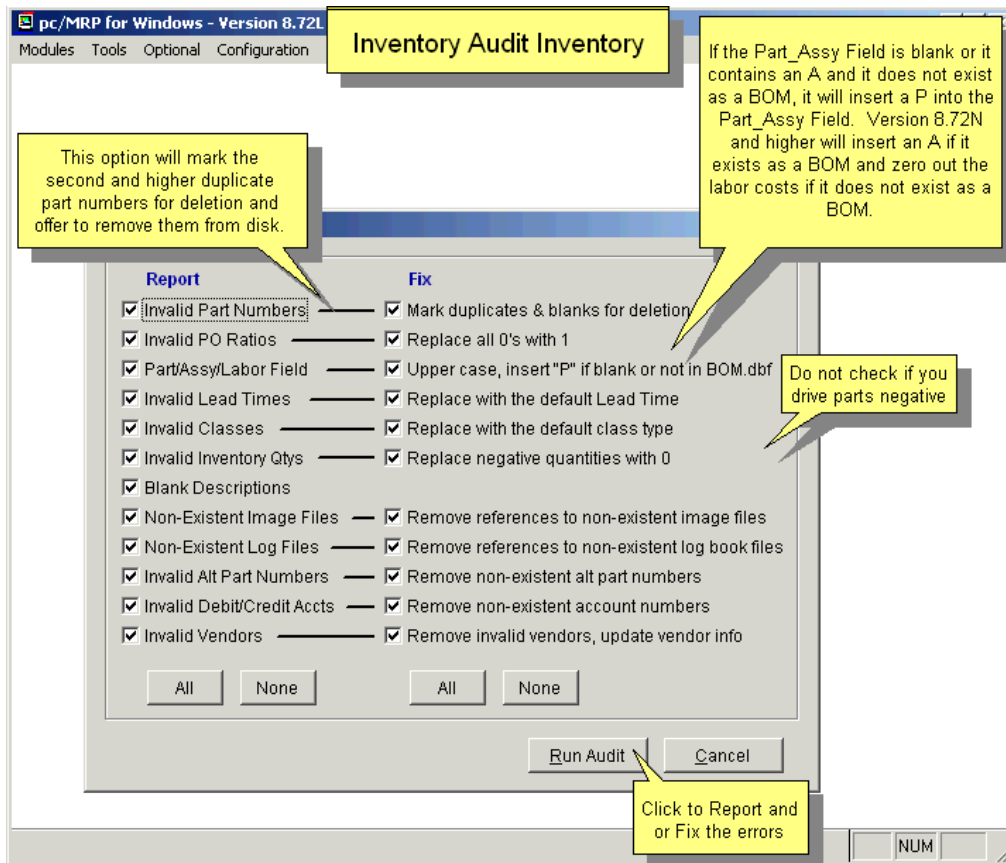 pc/MRP for Windows - Version 8.72L
Modules Tools Optional Configuration
Inventory Audit Inventory
If the Part_Assy Field is blank or it
contains an A and it does not exist
as a BOM, it will insert a P into the
Part_Assy Field. Version 8.72N
and higher will insert an A if it
exists as a BOM and zero out the
labor costs if it does not exist as a
BOM.
This option will mark the
second and higher duplicate
part numbers for deletion and
offer to remove them from disk.
Report Fix
Invalid Part Numbers Mark duplicates & blanks for deletion
Invalid PO Ratios Replace all 0's with 1
Part/Assy/Labor Field Upper case, insert "P" if blank or not in BOM.dbf
Do not check if you
drive parts negative
Invalid Lead Times Replace with the default Lead Time
Invalid Classes Replace with the default class type
Invalid Inventory Qtys Replace negative quantities with 0
Blank Descriptions
Non-Existent Image Files Remove references to non-existent image files
Non-Existent Log Files Remove references to non-existent log book files
Invalid Alt Part Numbers Remove non-existent alt part numbers
Invalid Debit/Credit Accts Remove non-existent account numbers
Invalid Vendors Remove invalid vendors, update vendor info
All None All None
Run Audit Cancel
Click to Report and
or Fix the errors
NUM